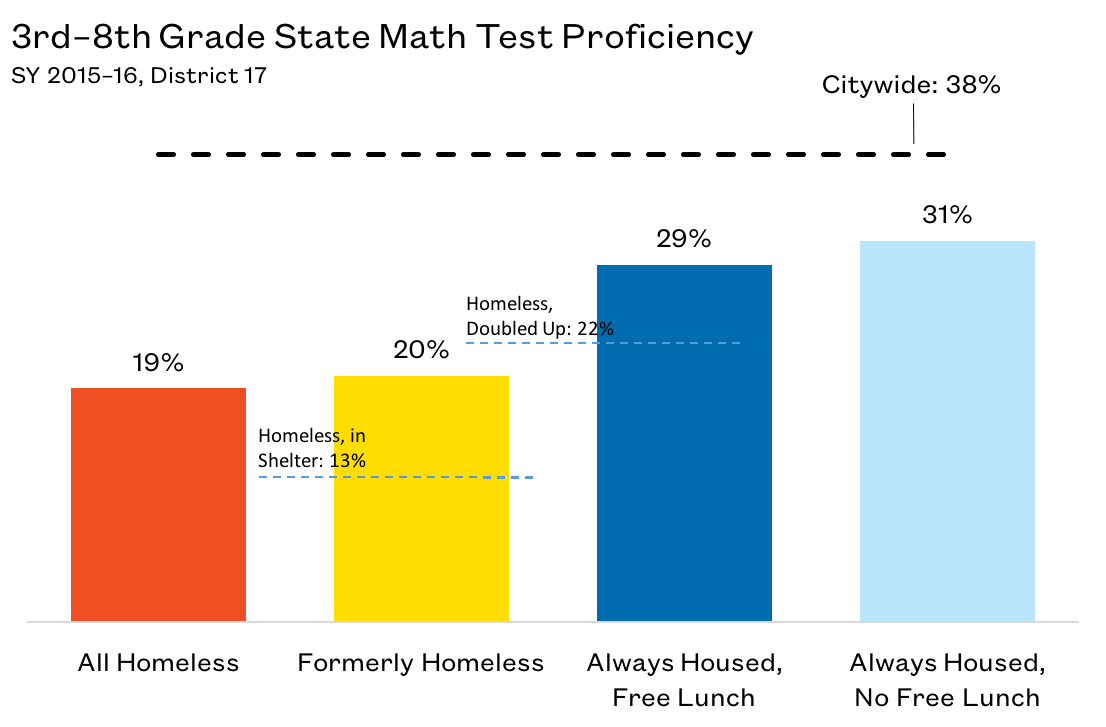 3rd–8th Grade State Math Test Proficiency
SY 2015–16, District 17
Citywide: 38%
31%
29%
Homeless,
Doubled Up: 22%
20%
19%
Homeless, in
Shelter: 13%
All Homeless
Formerly Homeless
Always Housed,
Free Lunch
Always Housed,
No Free Lunch